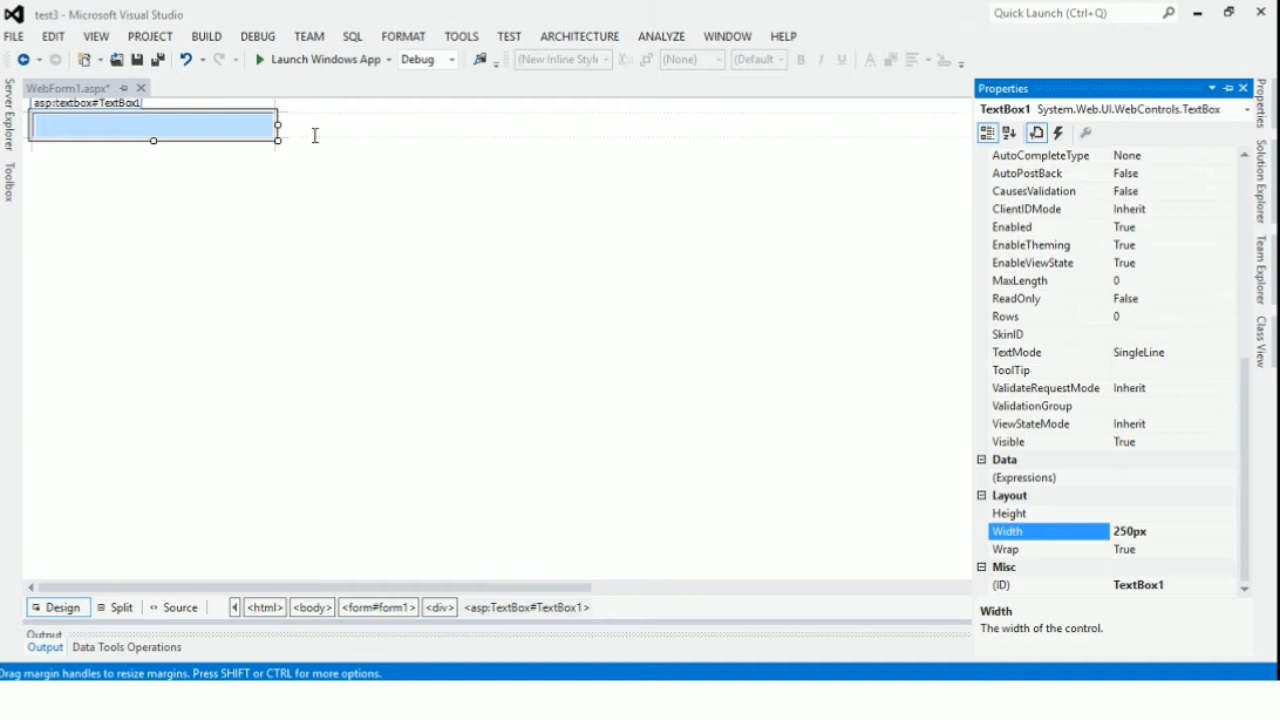 test3 - Microsoft Visual Studio
Quick Launch (Ctrl+Q)
FILE EDIT VIEW PROJECT BUILD DEBUG TEAM SQL FORMAT TOOLS TEST ARCHITECTURE ANALYZE WINDOW HELP
Launch Windows App Debug (New Inline Style (None) (Default B I A
Server Explorer
Toolbox
WebForm1.aspx*
asp:textbox#TextBox1
Properties
TextBox1 System.Web.UI.WebControls.TextBox
AutoCompleteType None
AutoPostBack False
CausesValidation False
ClientIDMode Inherit
Enabled True
EnableTheming True
EnableViewState True
MaxLength 0
ReadOnly False
Rows 0
SkinID
TextMode SingleLine
ToolTip
ValidateRequestMode Inherit
ValidationGroup
ViewStateMode Inherit
Visible True
Data
(Expressions)
Layout
Height
Width 250px
Wrap True
Misc
(ID) TextBox1
Width
The width of the control.
Properties
Solution Explorer
Team Explorer
Class View
Design Split Source <html> <body> <form#form1> <div> <asp:TextBox#TextBox1>
Output
Output Data Tools Operations
Drag margin handles to resize margins. Press SHIFT or CTRL for more options.